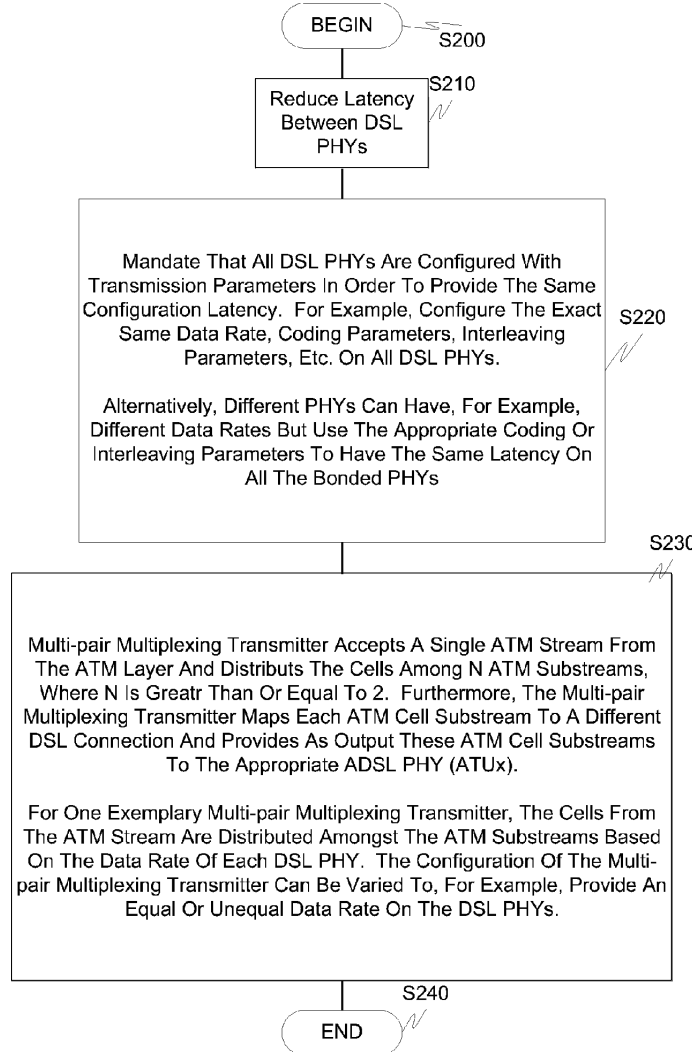 BEGIN
S200
S210
Reduce Latency
Between DSL
PHYs
Mandate That All DSL PHYs Are Configured With
Transmission Parameters In Order To Provide The Same
Configuration Latency. For Example, Configure The Exact
Same Data Rate, Coding Parameters, Interleaving
Parameters, Etc. On All DSL PHYs.
S220
Alternatively, Different PHYs Can Have, For Example,
Different Data Rates But Use The Appropriate Coding Or
Interleaving Parameters To Have The Same Latency On
All The Bonded PHYs
S230
Multi-pair Multiplexing Transmitter Accepts A Single ATM Stream From
The ATM Layer And Distributs The Cells Among N ATM Substreams,
Where N Is Greatr Than Or Equal To 2. Furthermore, The Multi-pair
Multiplexing Transmitter Maps Each ATM Cell Substream To A Different
DSL Connection And Provides As Output These ATM Cell Substreams
To The Appropriate ADSL PHY (ATUx).
For One Exemplary Multi-pair Multiplexing Transmitter, The Cells From
The ATM Stream Are Distributed Amongst The ATM Substreams Based
On The Data Rate Of Each DSL PHY. The Configuration Of The Multi-
pair Multiplexing Transmitter Can Be Varied To, For Example, Provide An
Equal Or Unequal Data Rate On The DSL PHYs.
S240
END